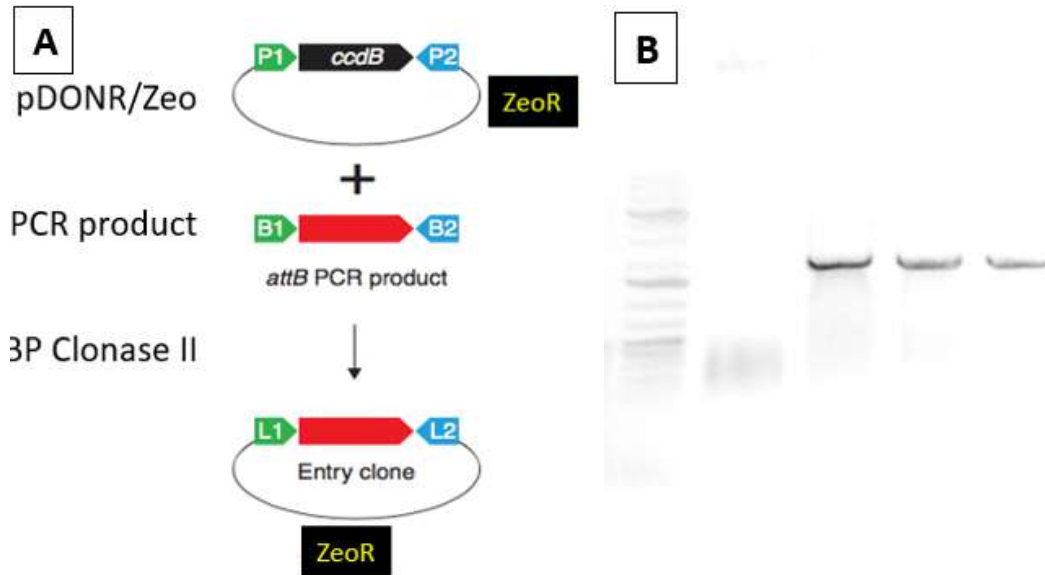 A
P1 ccdB P2
pDONR/Zeo
ZeoR
+
PCR product
B1 B2
attB PCR product
BP Clonase II
L1 L2
Entry clone
ZeoR
B